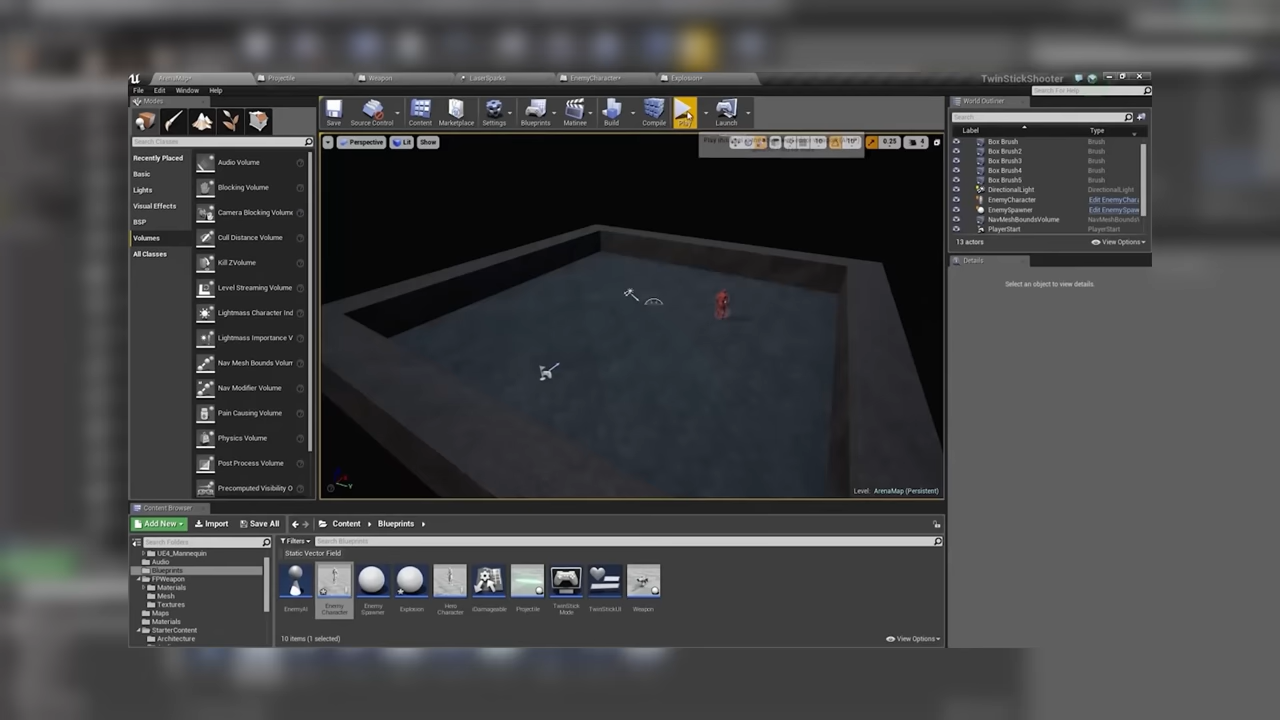 ArenaMap*
Projectile
Weapon
LaserSparks
EnemyCharacter*
Explosion*
TwinStickShooter
File Edit Window Help
Search For Help
Modes
Save
Source Control
Content
Marketplace
Settings
Blueprints
Matinee
Build
Compile
Play
Launch
World Outliner
Search
Label Type
Search Classes
Recently Placed
Basic
Lights
Visual Effects
BSP
Volumes
All Classes
Audio Volume
Blocking Volume
Camera Blocking Volume
Cull Distance Volume
Kill ZVolume
Level Streaming Volume
Lightmass Character Ind
Lightmass Importance V
Nav Mesh Bounds Volum
Nav Modifier Volume
Pain Causing Volume
Physics Volume
Post Process Volume
Precomputed Visibility O
Perspective Lit Show
10 10° 0.25 4
Level: ArenaMap (Persistent)
Box Brush Brush
Box Brush2 Brush
Box Brush3 Brush
Box Brush4 Brush
Box Brush5 Brush
DirectionalLight DirectionalLight
EnemyCharacter Edit EnemyChar
EnemySpawner Edit EnemySpaw
NavMeshBoundsVolume NavMeshBounds
PlayerStart PlayerStart
13 actors View Options
Details
Select an object to view details.
Content Browser
Add New Import Save All Content Blueprints
Search Folders
UE4_Mannequin
Audio
Blueprints
FPWeapon
Materials
Mesh
Textures
Maps
Materials
StarterContent
Architecture
Filters Search Blueprints
Static Vector Field
EnemyAI
Enemy Character
Enemy Spawner
Explosion
Hero Character
iDamageable
Projectile
TwinStick Mode
TwinStickUI
Weapon
10 items (1 selected) View Options